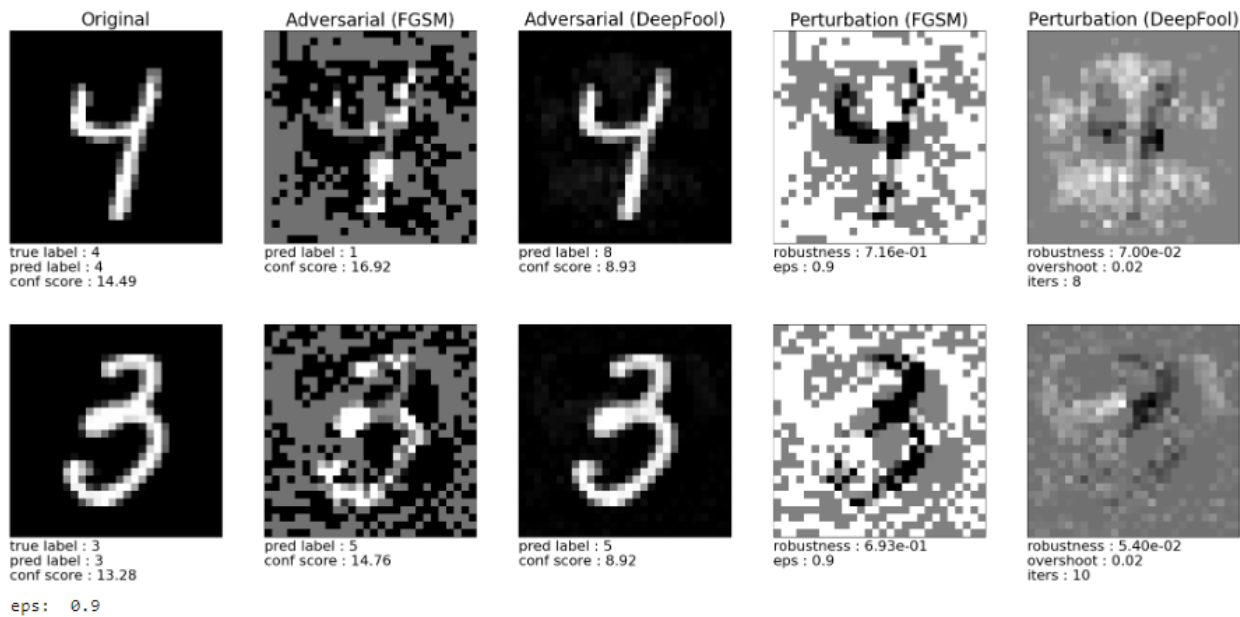 Original
Adversarial (FGSM)
Adversarial (DeepFool)
Perturbation (FGSM)
Perturbation (DeepFool)
true label : 4
pred label : 4
conf score : 14.49
pred label : 1
conf score : 16.92
pred label : 8
conf score : 8.93
robustness : 7.16e-01
eps : 0.9
robustness : 7.00e-02
overshoot : 0.02
iters : 8
true label : 3
pred label : 3
conf score : 13.28
pred label : 5
conf score : 14.76
pred label : 5
conf score : 8.92
robustness : 6.93e-01
eps : 0.9
robustness : 5.40e-02
overshoot : 0.02
iters : 10
eps:  0.9